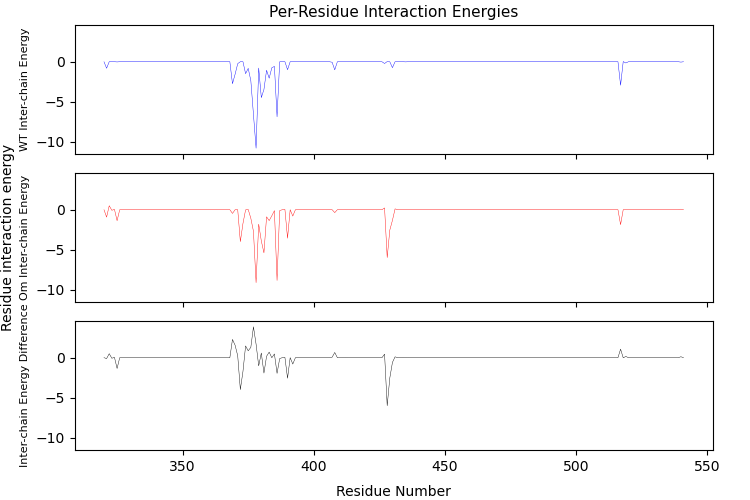 Per-Residue Interaction Energies
Residue interaction energy
WT Inter-chain Energy
0
−5
−10
Om Inter-chain Energy
0
−5
−10
Inter-chain Energy Difference
0
−5
−10
350
400
450
500
550
Residue Number